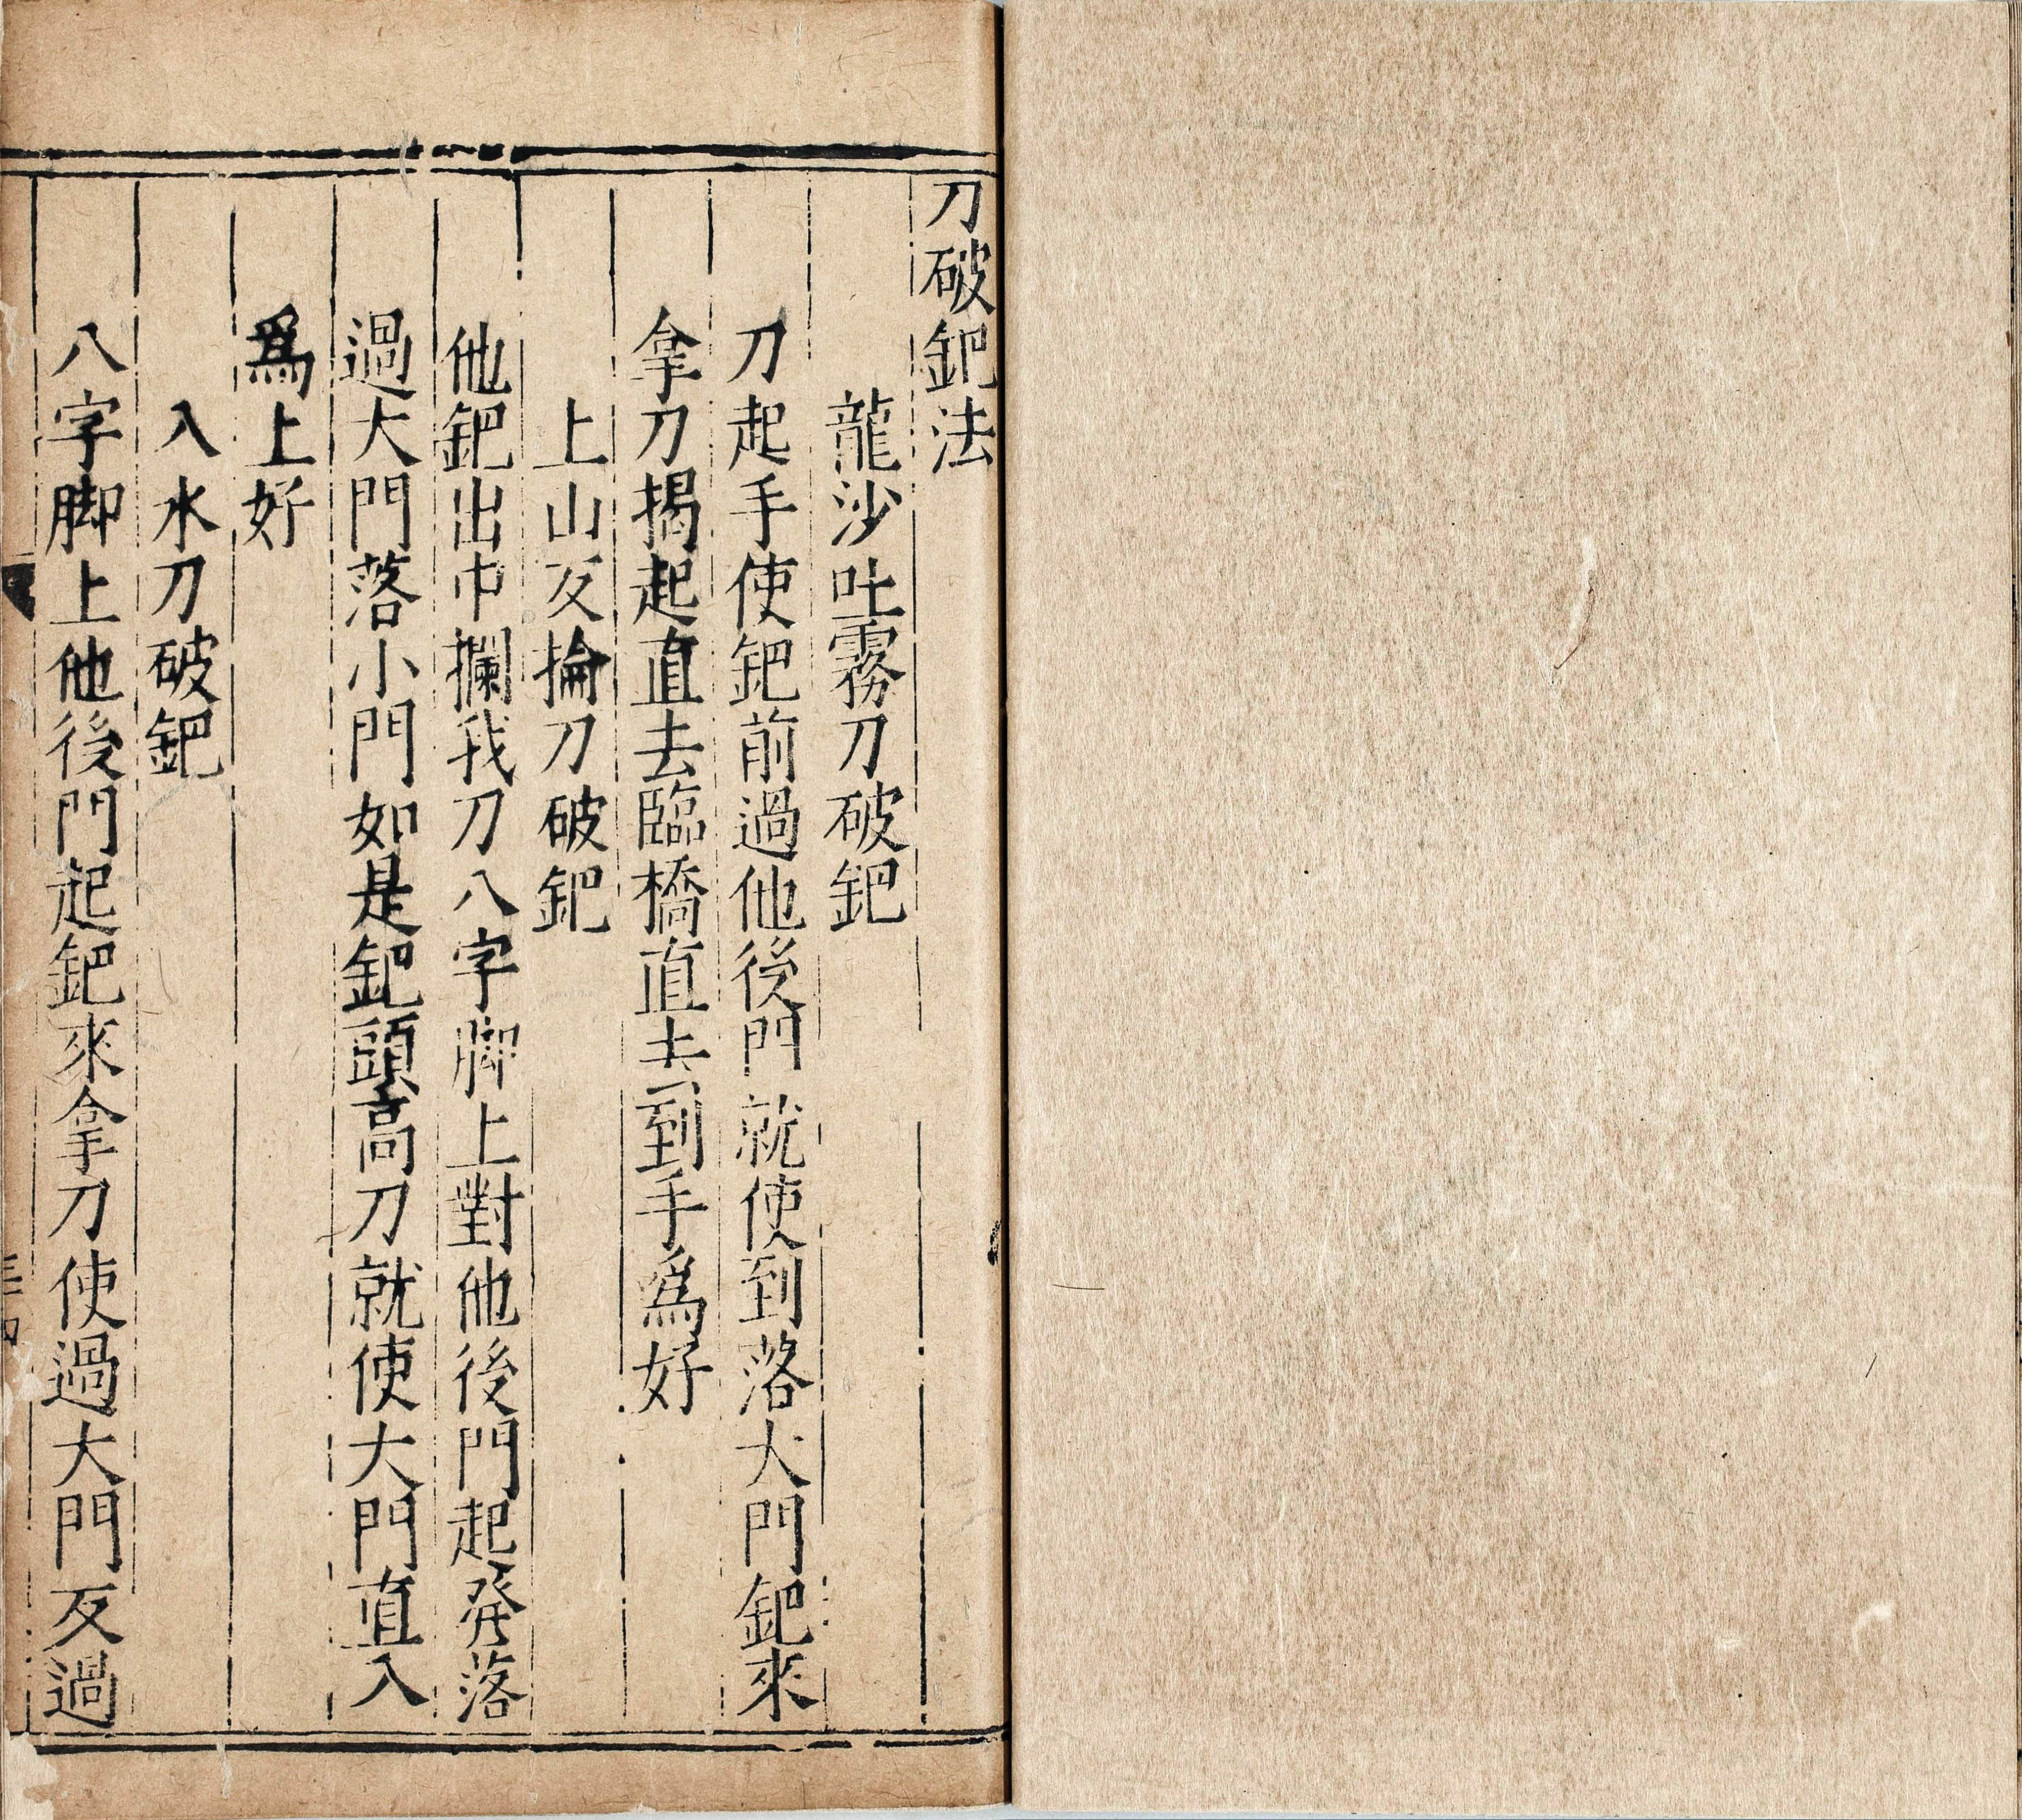 刀破鈀法
龍沙吐霧刀破鈀
刀起手使鈀前過他後門就使到落大門鈀來
拿刀揭起直去臨橋直去到手為好
上山反掄刀破鈀
他鈀出中攔我刀八字脚上對他後門起發落
過大門落小門如是鈀頭高刀就使大門直入
爲上好
入水刀破鈀
八字脚上他後門起鈀來拿刀使過大門反過